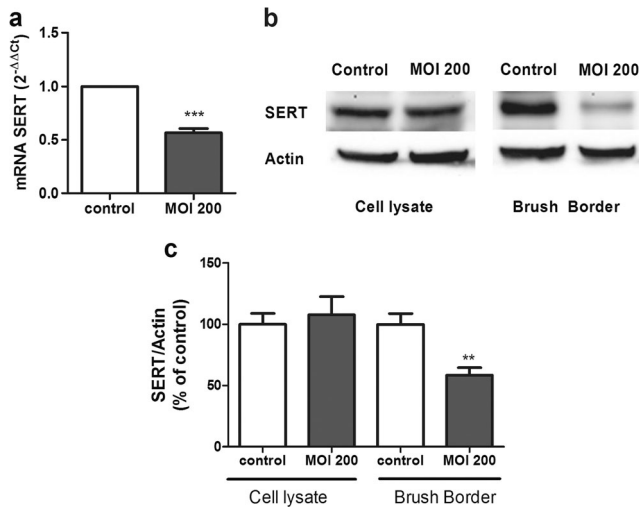 a
mRNA SERT (2-ΔΔCt)
1.5
1.0
0.5
0.0
***
control MOI 200
b
Control MOI 200 Control MOI 200
SERT
Actin
Cell lysate Brush Border
c
SERT/Actin
(% of control)
150
100
50
0
**
control MOI 200 control MOI 200
Cell lysate Brush Border